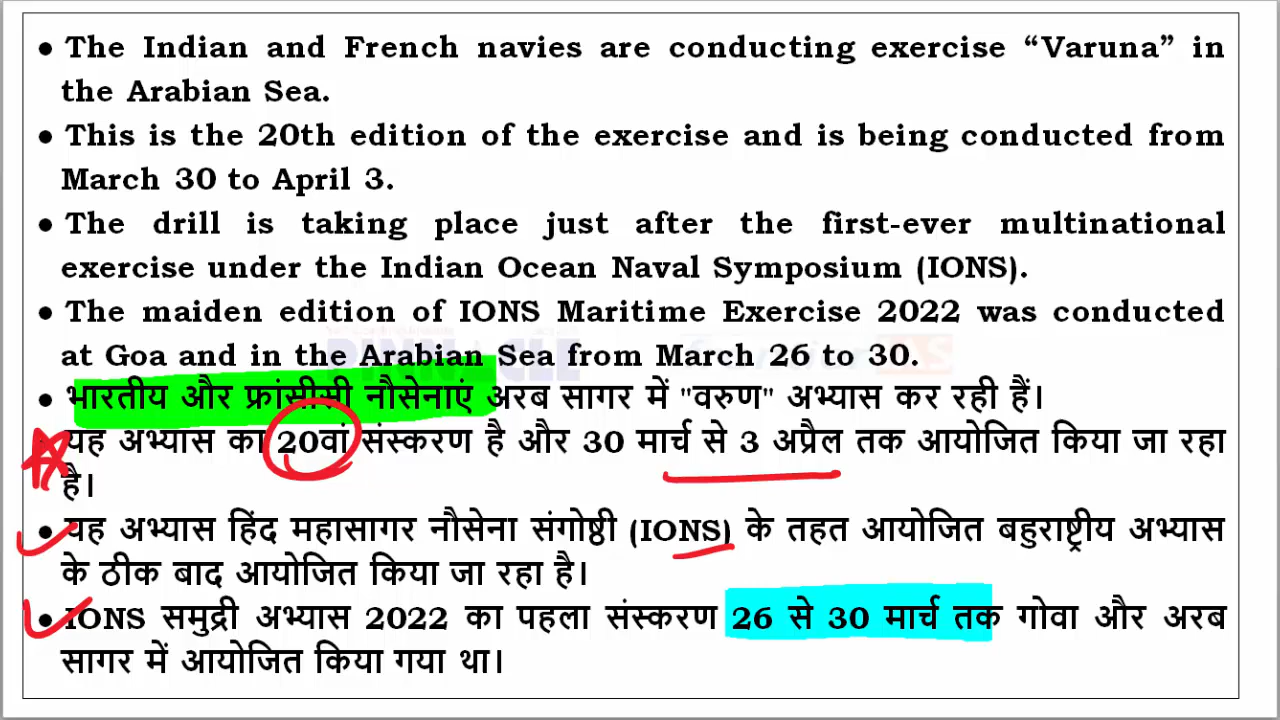 ● The Indian and French navies are conducting exercise “Varuna” in
the Arabian Sea.
● This is the 20th edition of the exercise and is being conducted from
March 30 to April 3.
● The drill is taking place just after the first-ever multinational
exercise under the Indian Ocean Naval Symposium (IONS).
● The maiden edition of IONS Maritime Exercise 2022 was conducted
at Goa and in the Arabian Sea from March 26 to 30.
● भारतीय और फ्रांसीसी नौसेनाएं अरब सागर में "वरुण" अभ्यास कर रही हैं।
● यह अभ्यास का 20वां संस्करण है और 30 मार्च से 3 अप्रैल तक आयोजित किया जा रहा
है।
● यह अभ्यास हिंद महासागर नौसेना संगोष्ठी (IONS) के तहत आयोजित बहुराष्ट्रीय अभ्यास
के ठीक बाद आयोजित किया जा रहा है।
● IONS समुद्री अभ्यास 2022 का पहला संस्करण 26 से 30 मार्च तक गोवा और अरब
सागर में आयोजित किया गया था।